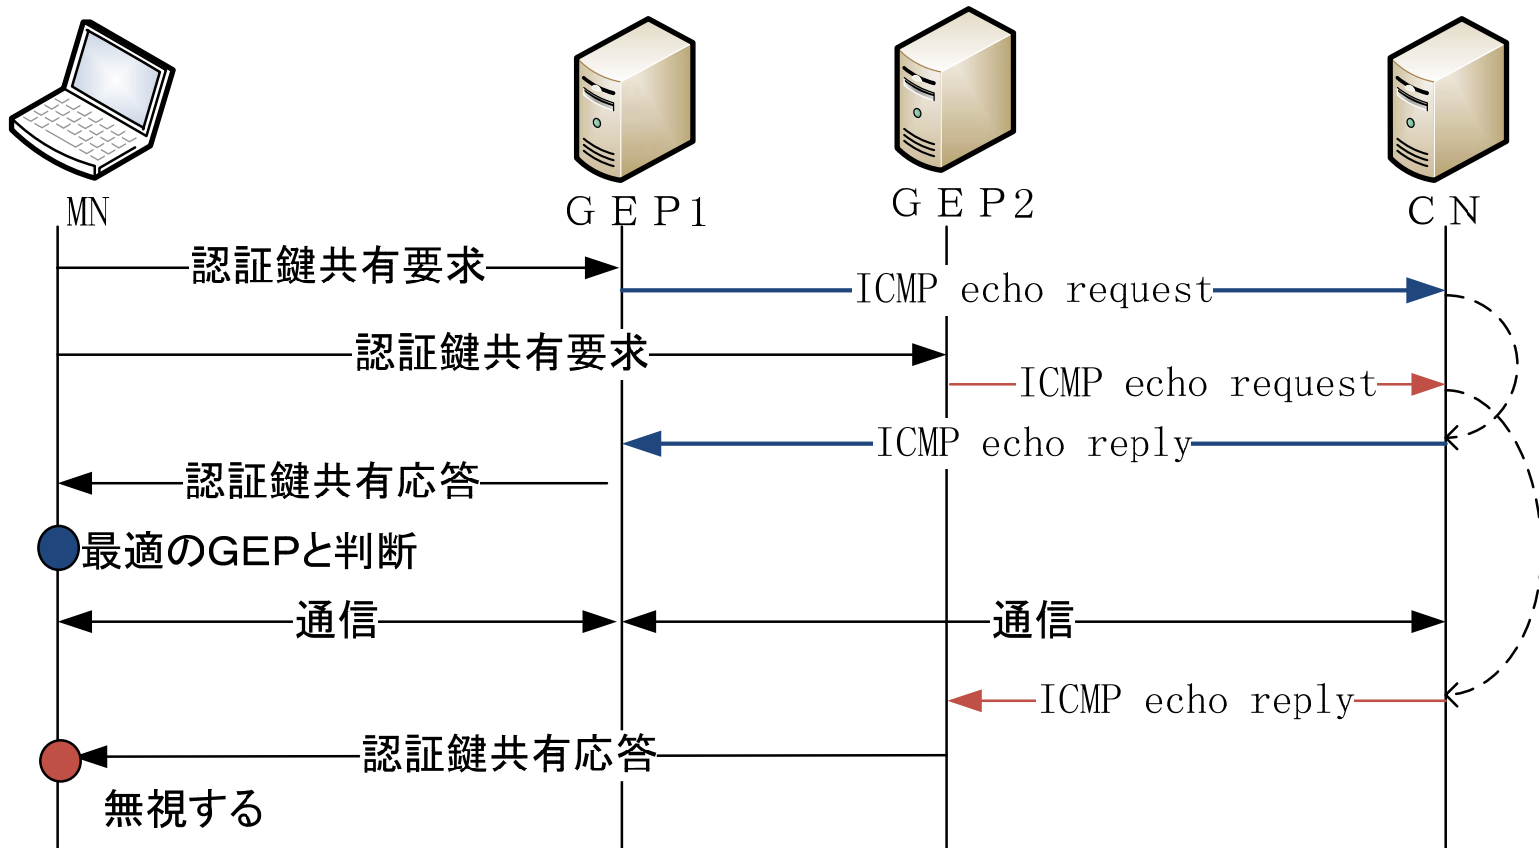 MN
ＧＥＰ1
ＧＥＰ2
ＣＮ
認証鍵共有要求
ICMP echo request
認証鍵共有要求
ICMP echo request
ICMP echo reply
認証鍵共有応答
最適のGEPと判断
通信
通信
ICMP echo reply
認証鍵共有応答
無視する